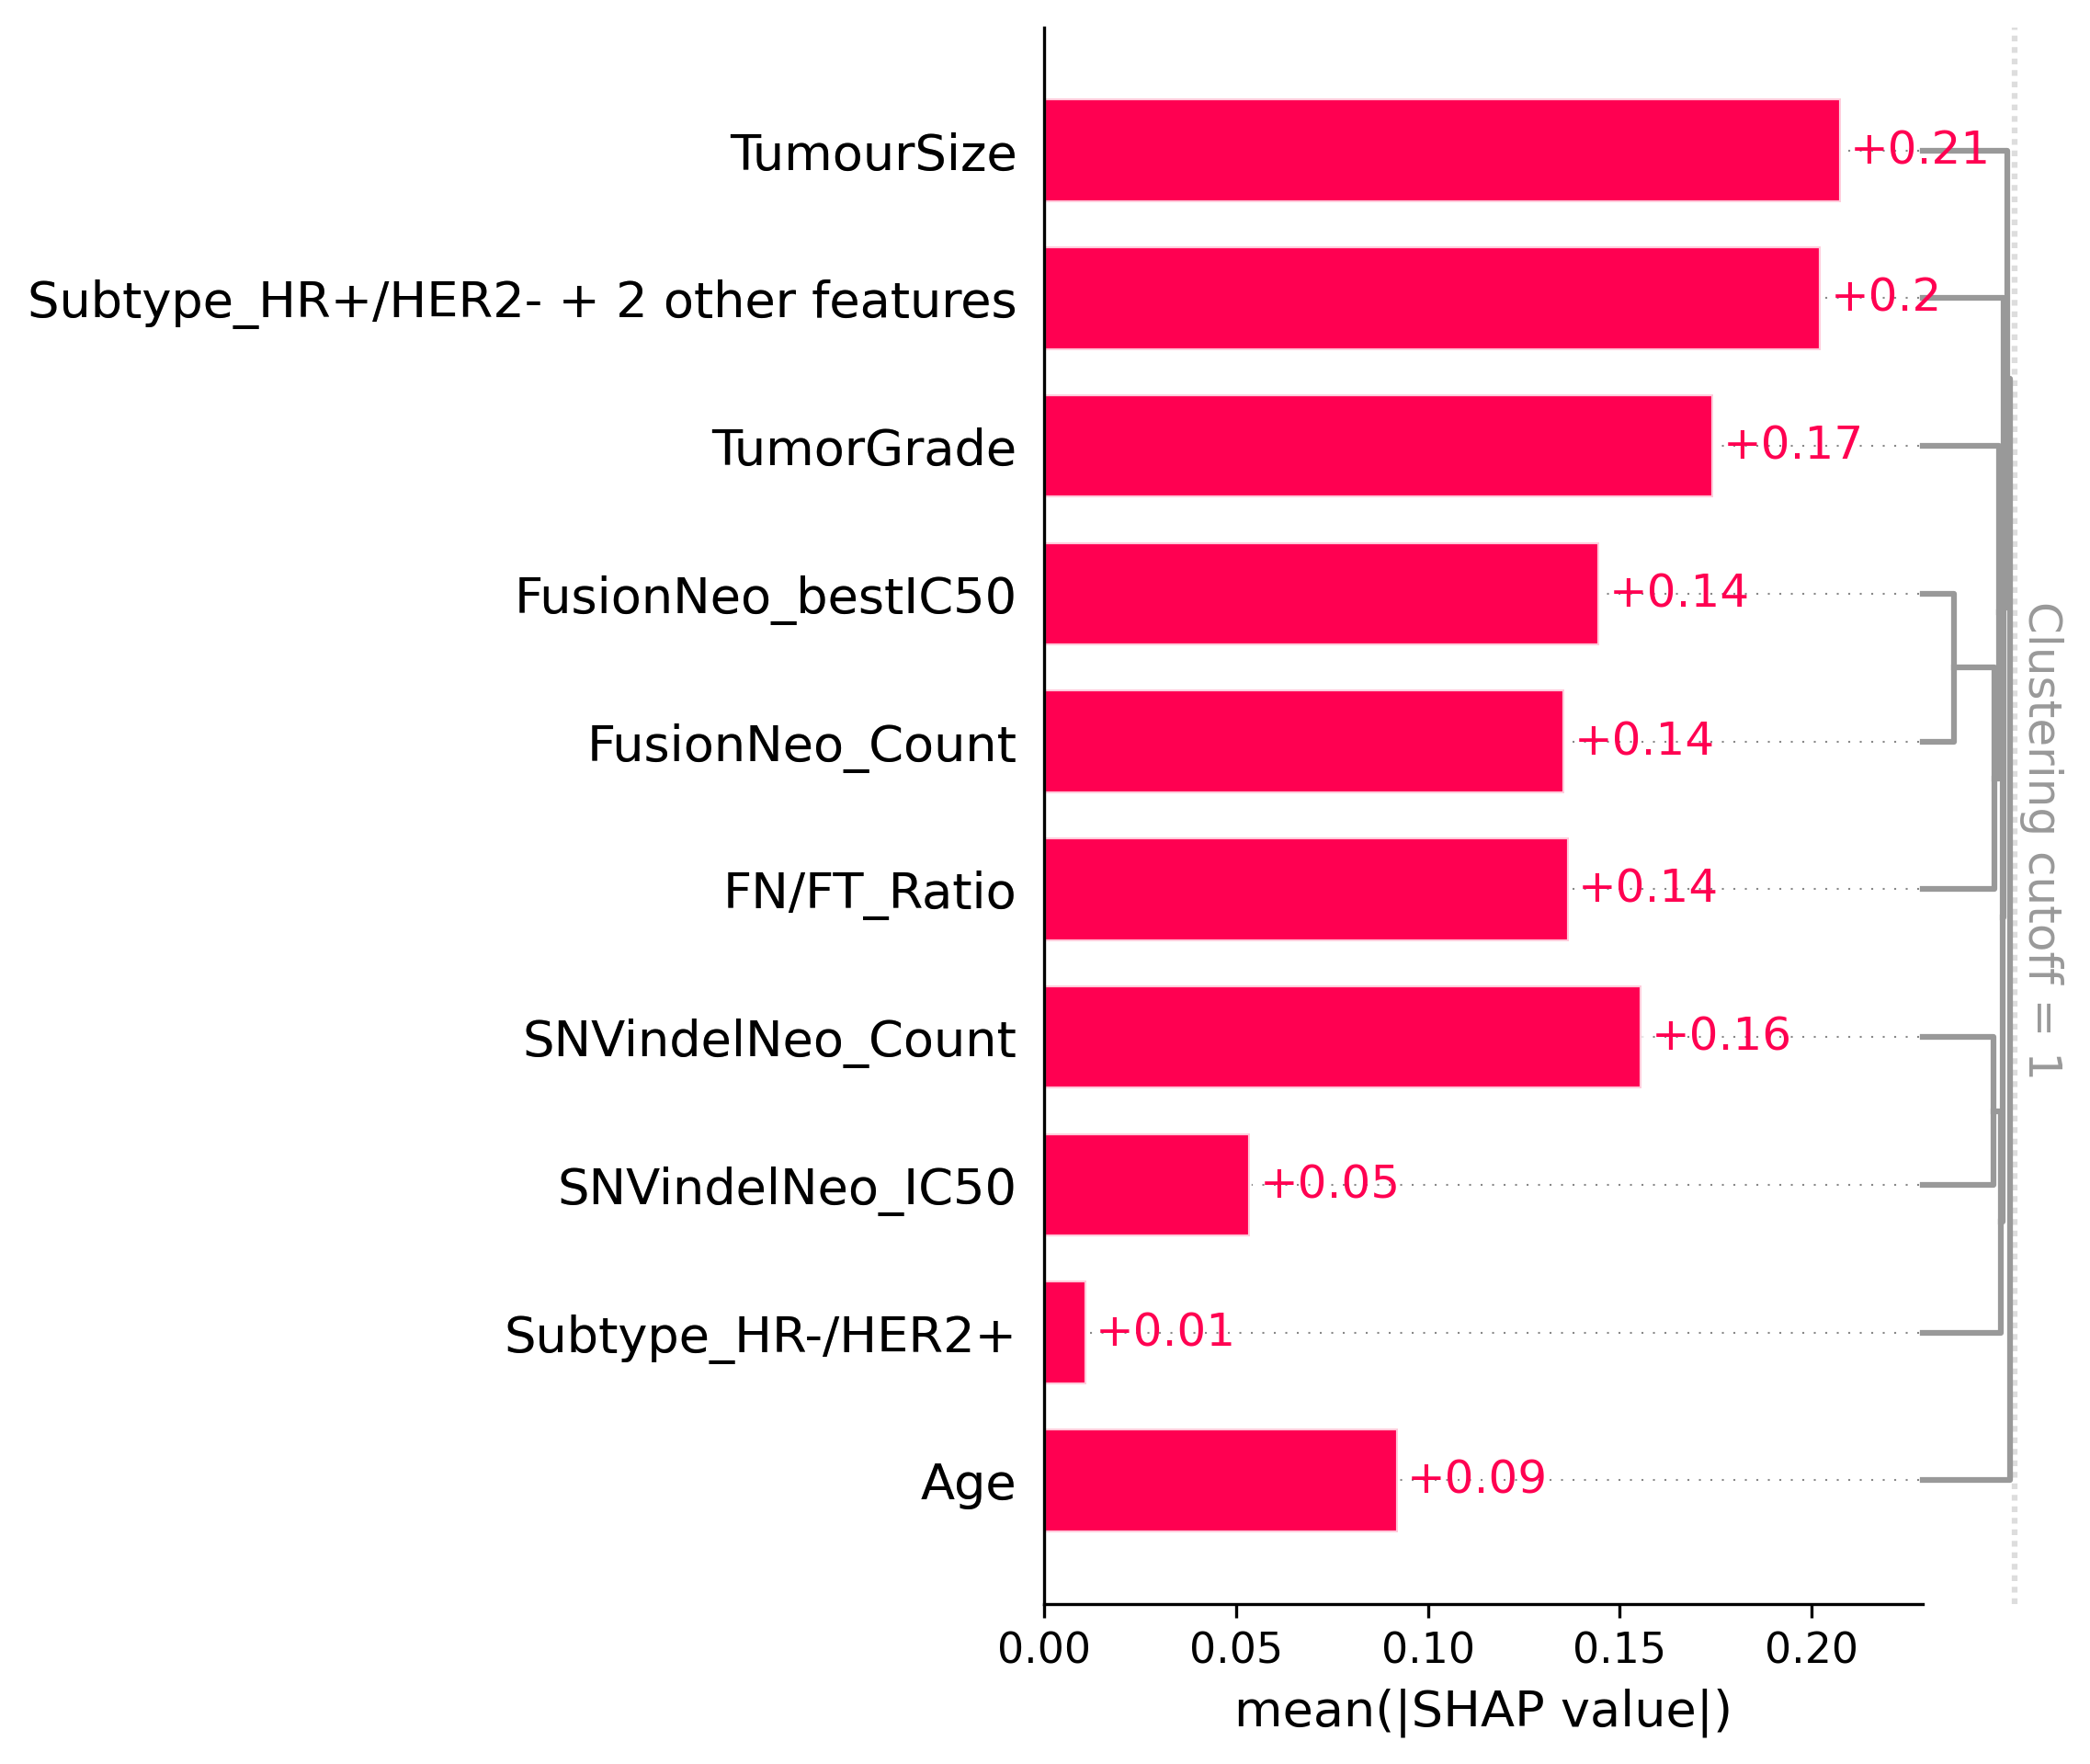 TumourSize
+0.21
Subtype_HR+/HER2- + 2 other features
+0.2
TumorGrade
+0.17
FusionNeo_bestIC50
+0.14
FusionNeo_Count
+0.14
FN/FT_Ratio
+0.14
SNVindelNeo_Count
+0.16
SNVindelNeo_IC50
+0.05
Subtype_HR-/HER2+
+0.01
Age
+0.09
Clustering cutoff = 1
0.00 0.05 0.10 0.15 0.20
mean(|SHAP value|)